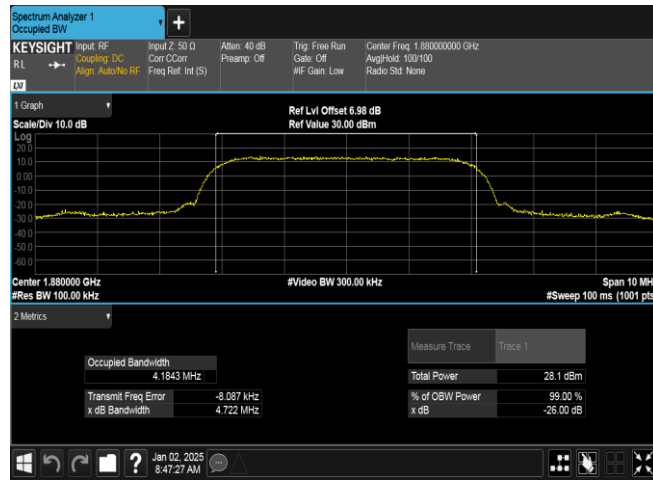 Spectrum Analyzer 1
Occupied BW
+
KEYSIGHT
RL
LXI
Input: RF
Coupling: DC
Align: Auto/No RF
Input Z: 50 Ω
Corr CCorr
Freq Ref: Int (S)
Atten: 40 dB
Preamp: Off
Trig: Free Run
Gate: Off
#IF Gain: Low
Center Freq: 1.880000000 GHz
Avg|Hold: 100/100
Radio Std: None
1 Graph
Scale/Div 10.0 dB
Ref Lvl Offset 6.98 dB
Ref Value 30.00 dBm
Log
20.0
10.0
0.00
-10.0
-20.0
-30.0
-40.0
-50.0
-60.0
Center 1.880000 GHz
#Video BW 300.00 kHz
Span 10 MH
#Res BW 100.00 kHz
#Sweep 100 ms (1001 pts
2 Metrics
Measure Trace
Trace 1
Occupied Bandwidth
4.1843 MHz
Total Power
28.1 dBm
Transmit Freq Error
-8.087 kHz
% of OBW Power
99.00 %
x dB Bandwidth
4.722 MHz
x dB
-26.00 dB
?
Jan 02, 2025
8:47:27 AM